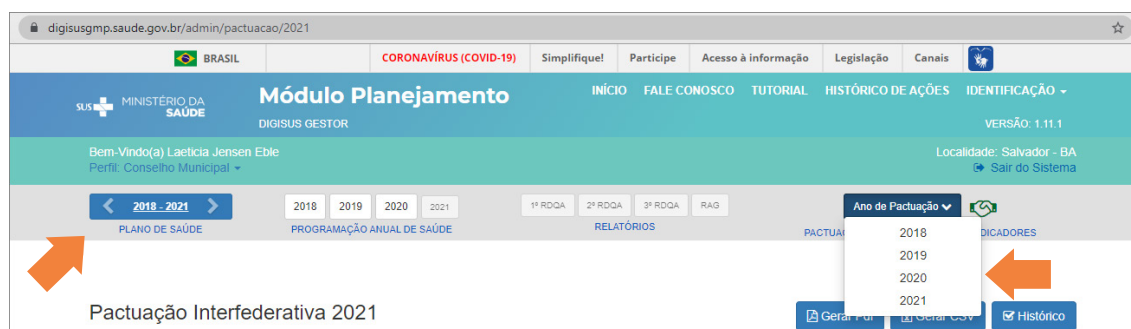 digisusgmp.saude.gov.br/admin/pactuacao/2021
BRASIL CORONAVÍRUS (COVID-19) Simplifique! Participe Acesso à informação Legislação Canais
SUS MINISTÉRIO DA SAÚDE
Módulo Planejamento
DIGISUS GESTOR
INÍCIO FALE CONOSCO TUTORIAL HISTÓRICO DE AÇÕES IDENTIFICAÇÃO
VERSÃO: 1.11.1
Bem-Vindo(a) Laeticia Jensen Eble
Perfil: Conselho Municipal
Localidade: Salvador - BA
Sair do Sistema
2018 - 2021
PLANO DE SAÚDE
2018 2019 2020 2021
PROGRAMAÇÃO ANUAL DE SAÚDE
1º RDQA 2º RDQA 3º RDQA RAG
RELATÓRIOS
Ano de Pactuação
2018
2019
2020
2021
Pactuação Interfederativa 2021
Gerar CSV
Histórico